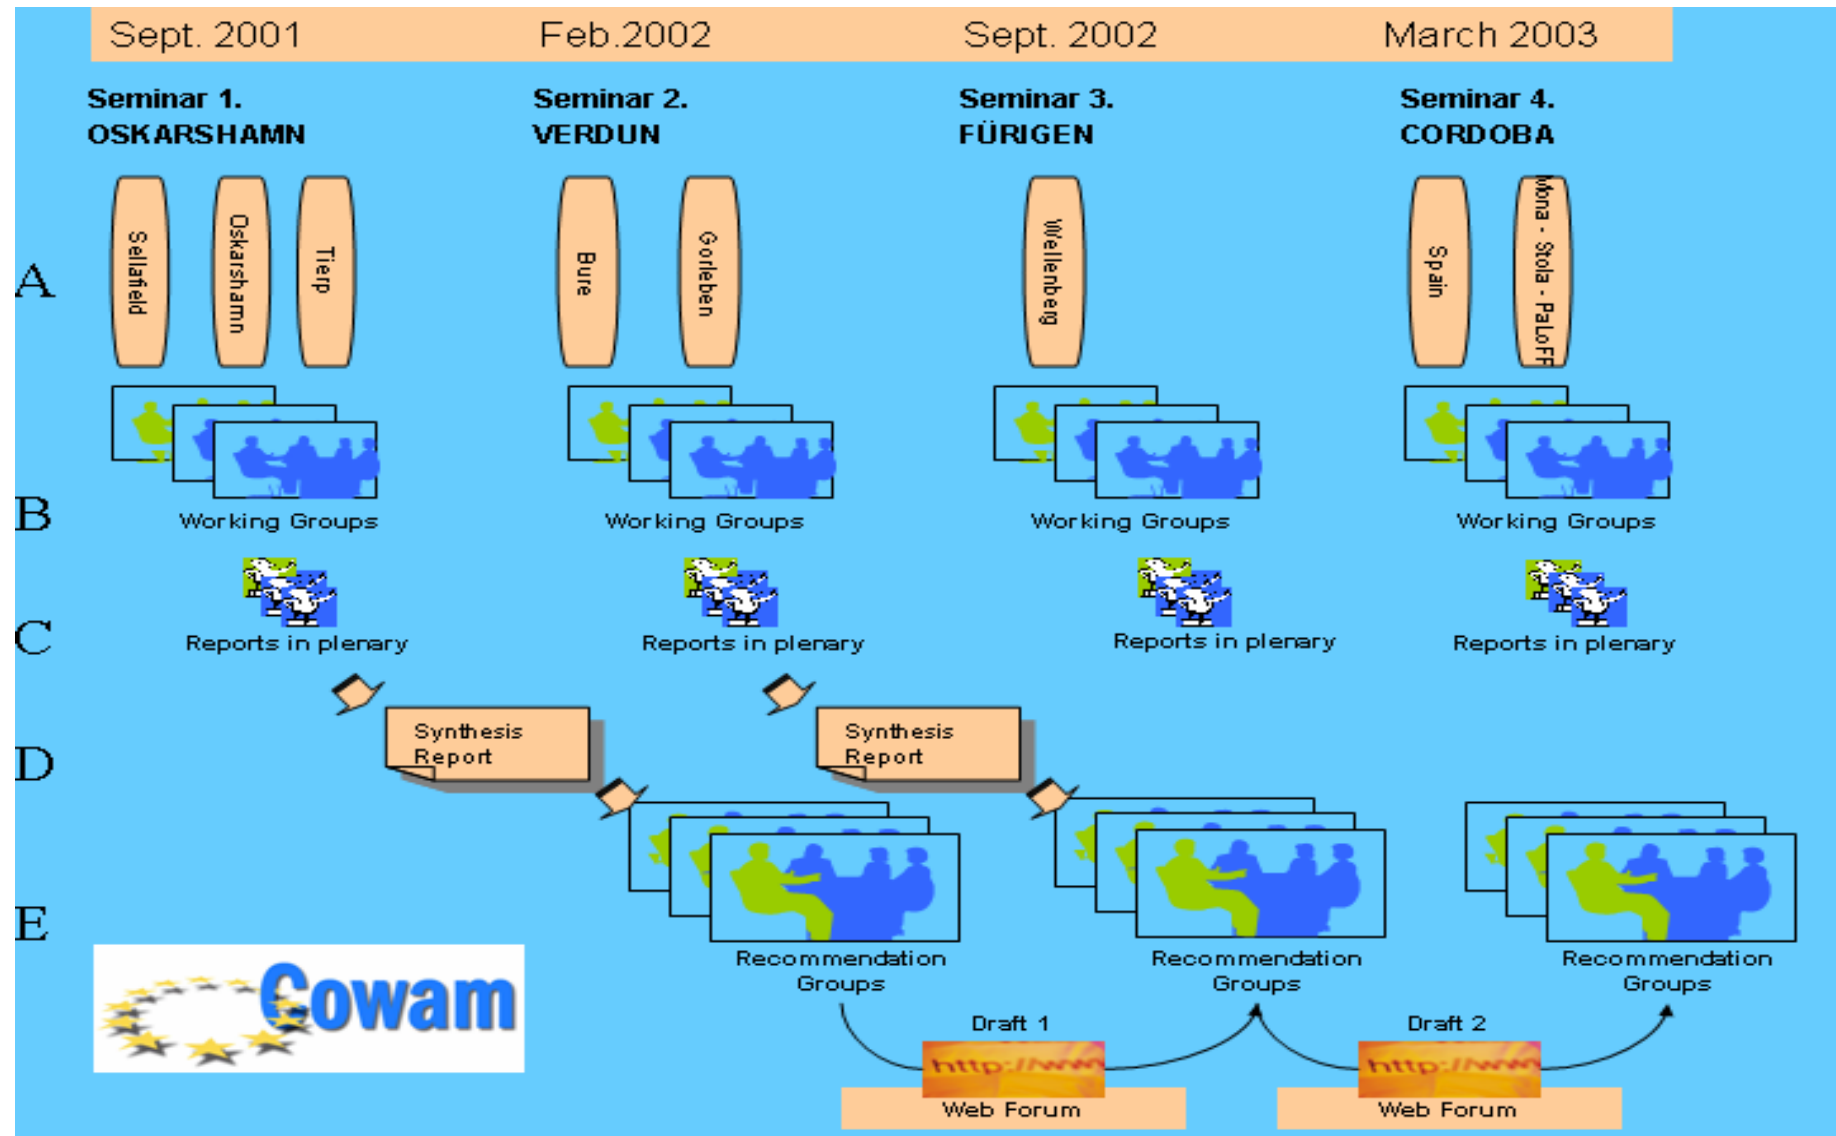 Sept. 2001 Feb.2002 Sept. 2002 March 2003
Seminar 1. Seminar 2. Seminar 3. Seminar 4.
OSKARSHAMN VERDUN FÜRIGEN CORDOBA
A
Sellafield
Oskarshamn
Tierp
Bure
Gorleben
Wellenberg
Spain
Mona - Stola - PaLoFF
B
Working Groups Working Groups Working Groups Working Groups
C
Reports in plenary Reports in plenary Reports in plenary Reports in plenary
D
Synthesis
Report
Synthesis
Report
E
Recommendation
Groups
Recommendation
Groups
Recommendation
Groups
Cowam
Draft 1 Draft 2
http://ww http://ww
Web Forum Web Forum